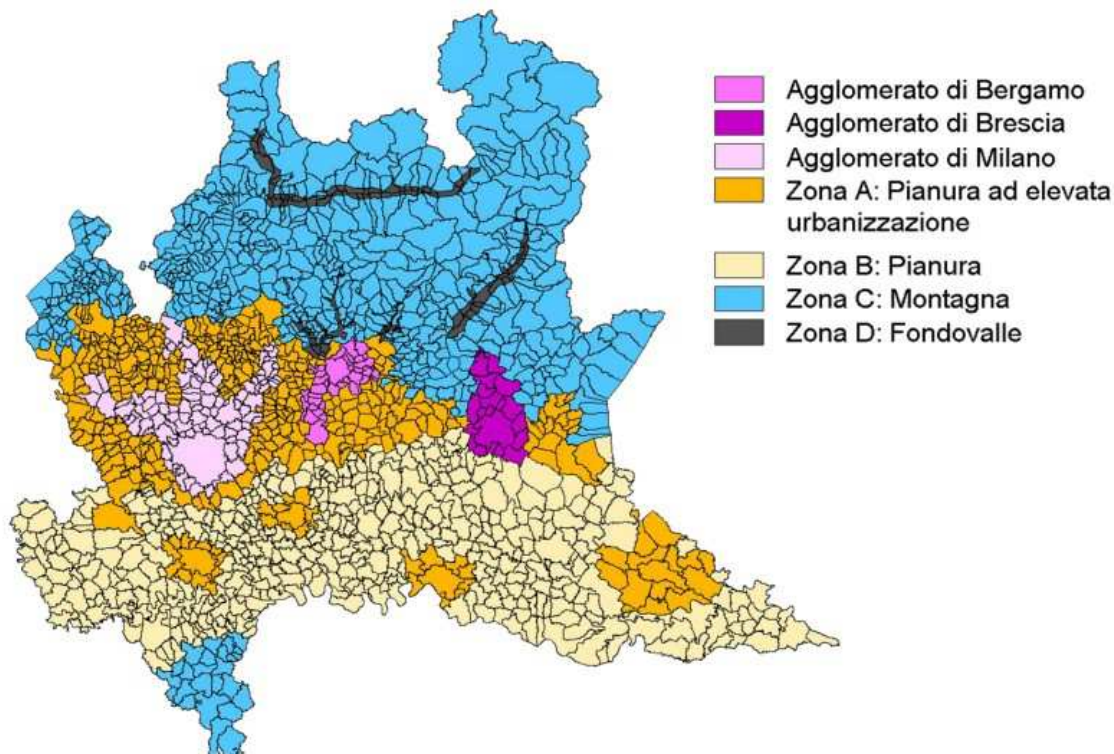 Agglomerato di Bergamo
Agglomerato di Brescia
Agglomerato di Milano
Zona A: Pianura ad elevata
urbanizzazione
Zona B: Pianura
Zona C: Montagna
Zona D: Fondovalle